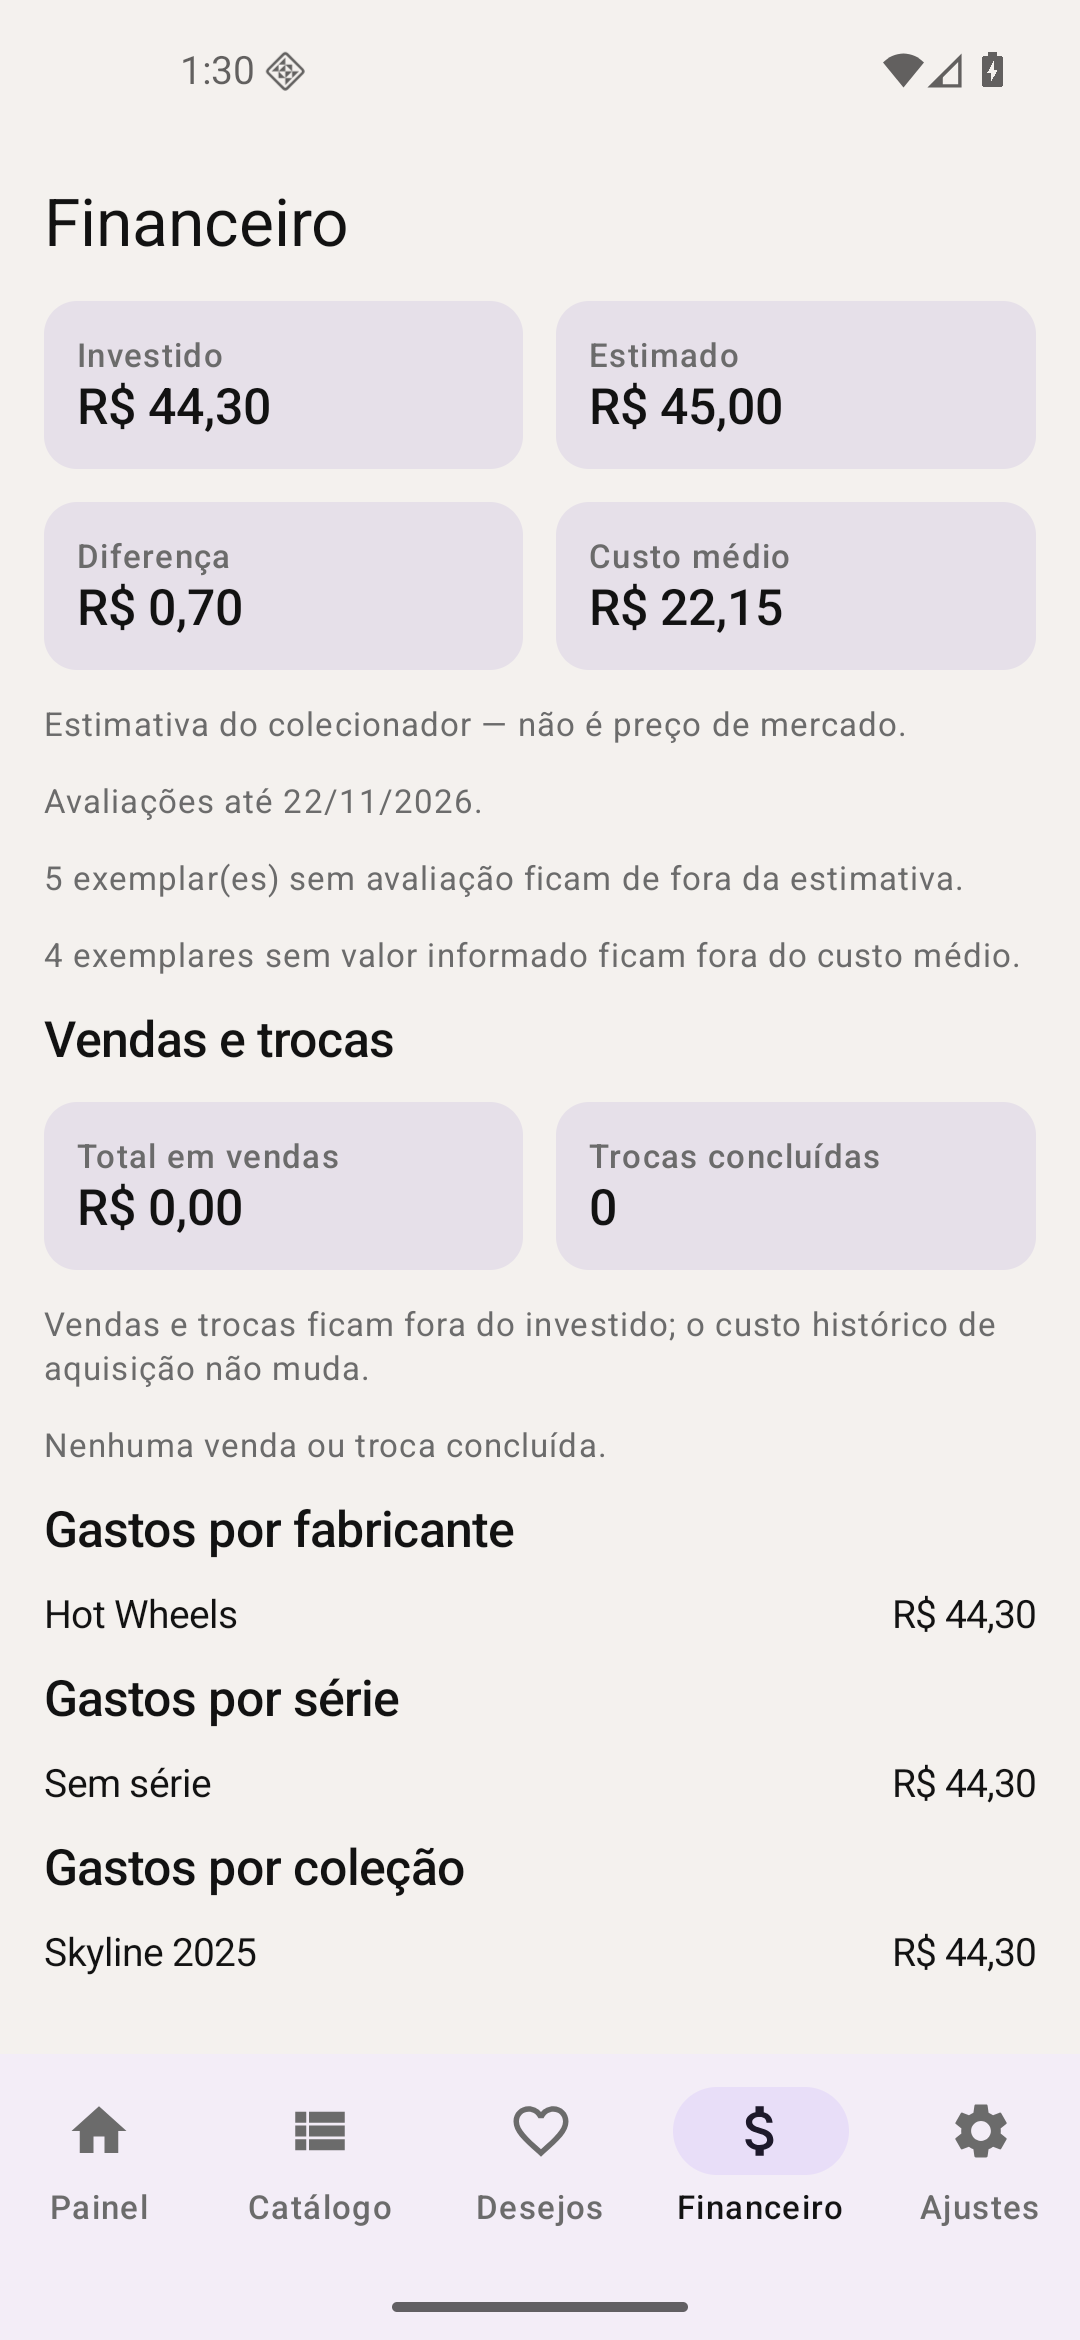 1:30
Financeiro
Investido
R$ 44,30
Estimado
R$ 45,00
Diferença
R$ 0,70
Custo médio
R$ 22,15
Estimativa do colecionador — não é preço de mercado.
Avaliações até 22/11/2026.
5 exemplar(es) sem avaliação ficam de fora da estimativa.
4 exemplares sem valor informado ficam fora do custo médio.
Vendas e trocas
Total em vendas
R$ 0,00
Trocas concluídas
0
Vendas e trocas ficam fora do investido; o custo histórico de
aquisição não muda.
Nenhuma venda ou troca concluída.
Gastos por fabricante
Hot Wheels R$ 44,30
Gastos por série
Sem série R$ 44,30
Gastos por coleção
Skyline 2025 R$ 44,30
Painel Catálogo Desejos Financeiro Ajustes